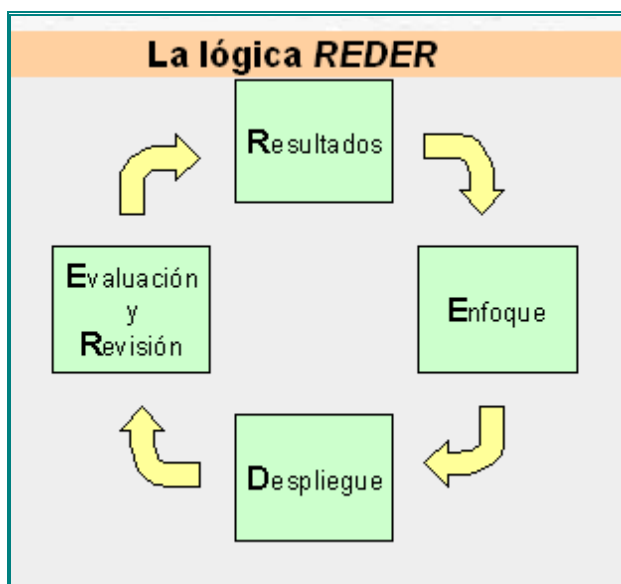 La lógica REDER
Resultados
Enfoque
Despliegue
Evaluación
y
Revisión